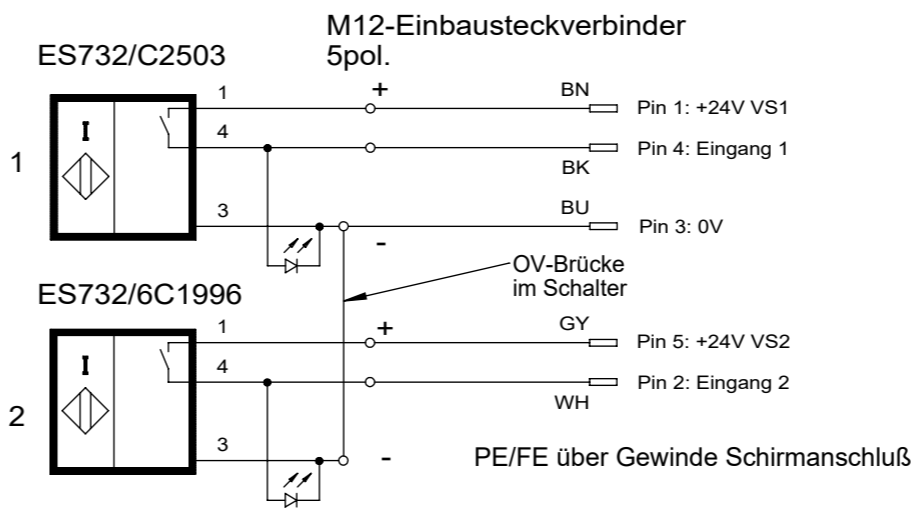 M12-Einbausteckverbinder
5pol.
ES732/C2503
1
I
1
+
BN
Pin 1: +24V VS1
4
BK
Pin 4: Eingang 1
3
BU
-
Pin 3: 0V
OV-Brücke
im Schalter
ES732/6C1996
2
I
1
+
GY
Pin 5: +24V VS2
4
WH
Pin 2: Eingang 2
3
-
PE/FE über Gewinde Schirmanschluß